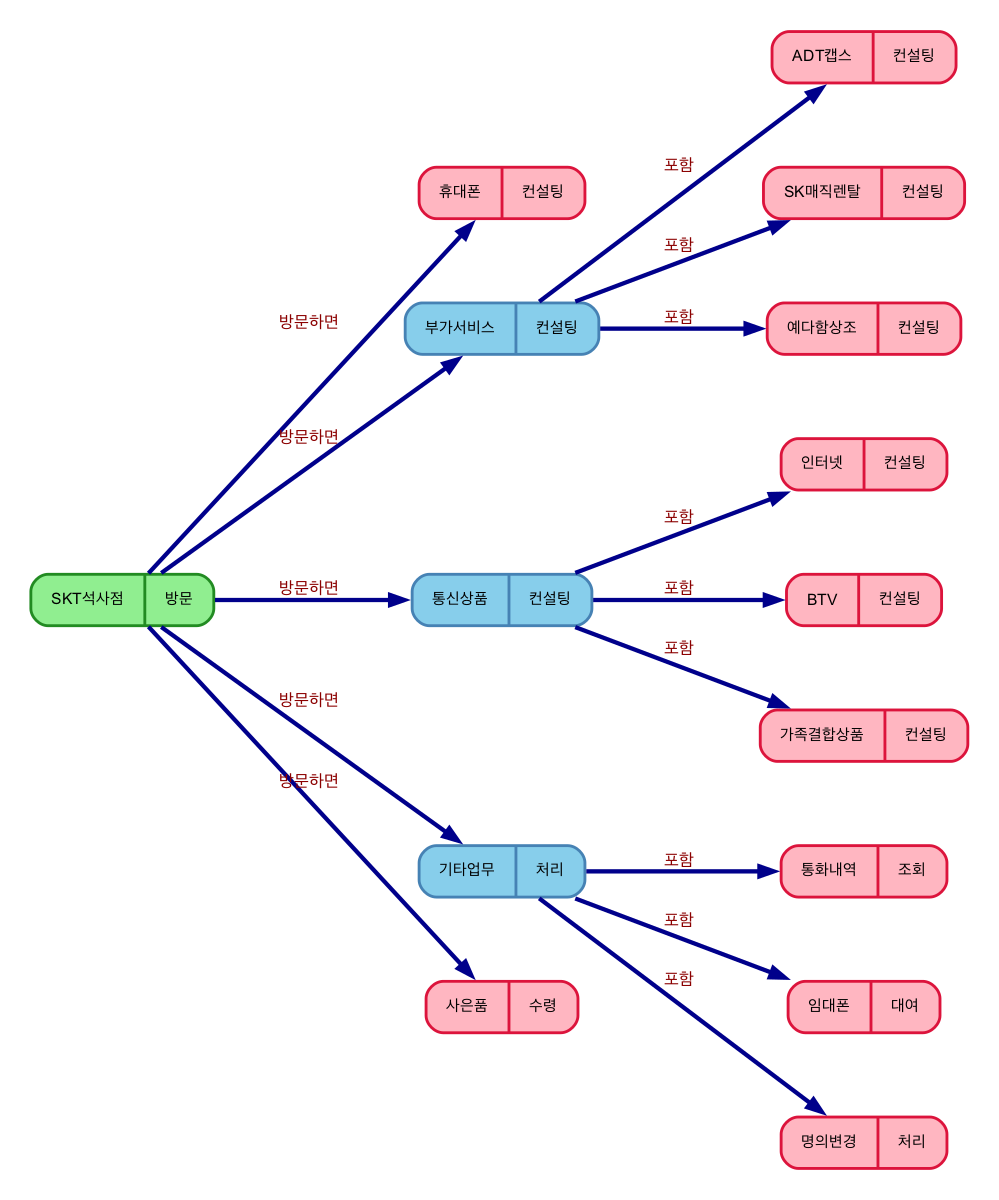 ADT캡스 컨설팅
포함
휴대폰 컨설팅
SK매직렌탈 컨설팅
포함
방문하면
포함
부가서비스 컨설팅
예다함상조 컨설팅
방문하면
인터넷 컨설팅
포함
방문하면
포함
SKT석사점 방문
통신상품 컨설팅
BTV 컨설팅
포함
방문하면
가족결합상품 컨설팅
방문하면
포함
기타업무 처리
통화내역 조회
포함
포함
사은품 수령
임대폰 대여
명의변경 처리